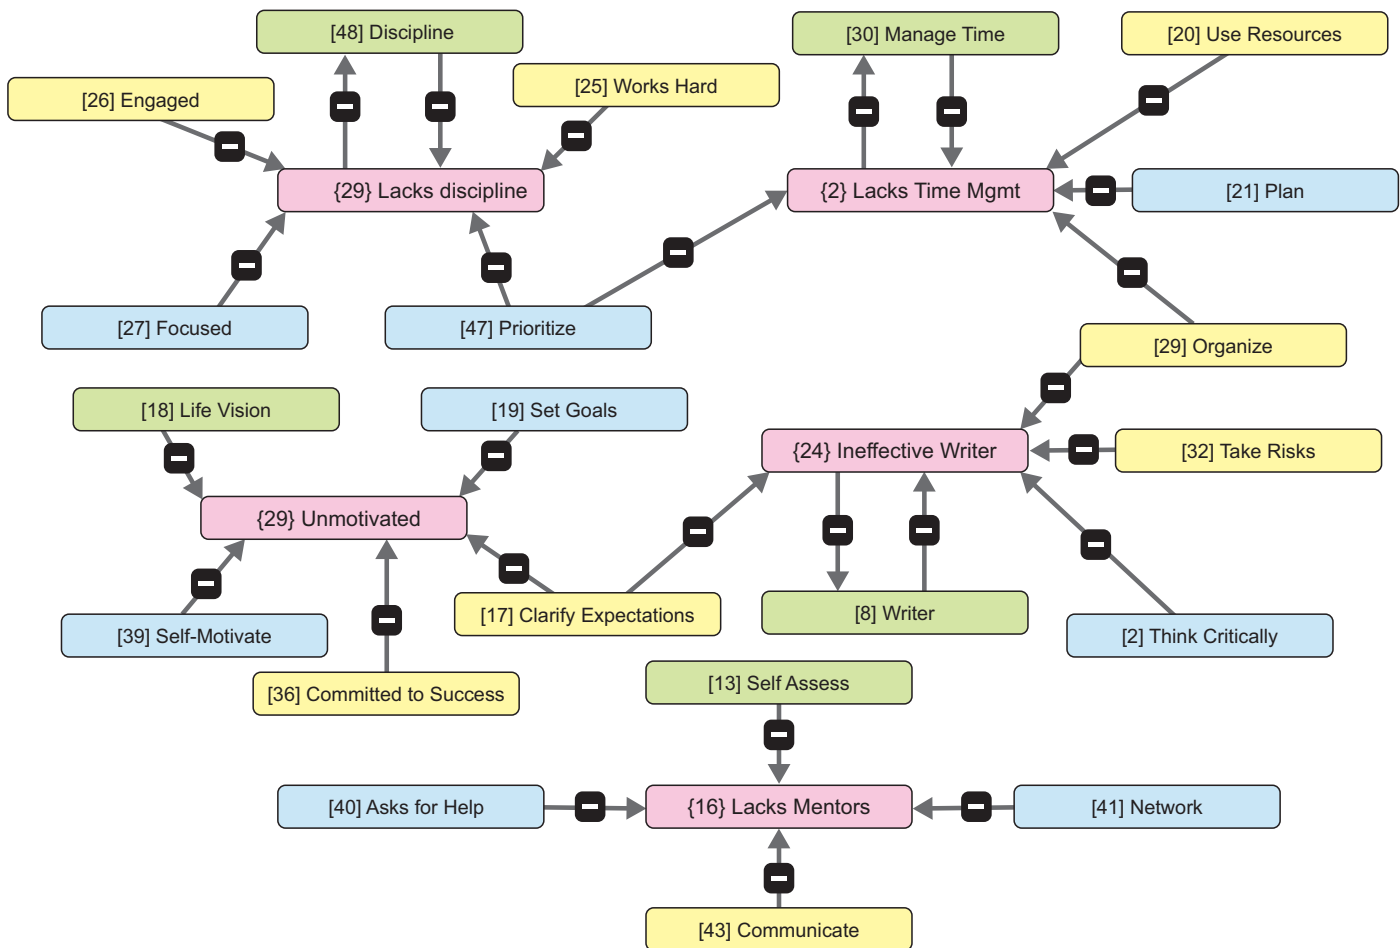 [48] Discipline
[30] Manage Time
[20] Use Resources
[26] Engaged
[25] Works Hard
{29} Lacks discipline
{2} Lacks Time Mgmt
[21] Plan
[27] Focused
[47] Prioritize
[29] Organize
[18] Life Vision
[19] Set Goals
{24} Ineffective Writer
[32] Take Risks
{29} Unmotivated
[17] Clarify Expectations
[8] Writer
[39] Self-Motivate
[2] Think Critically
[36] Committed to Success
[13] Self Assess
[40] Asks for Help
{16} Lacks Mentors
[41] Network
[43] Communicate